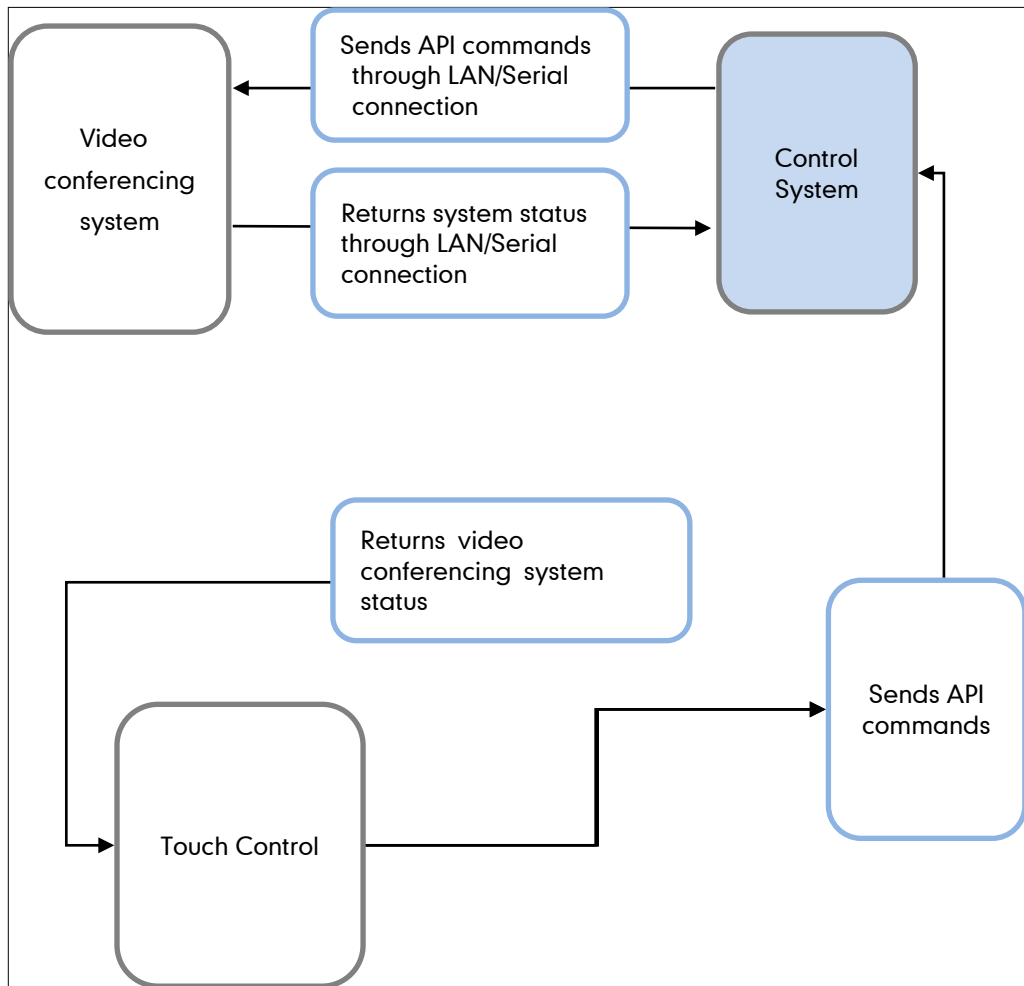 Video
conferencing
system
Sends API commands
through LAN/Serial
connection
Returns system status
through LAN/Serial
connection
Control
System
Returns video
conferencing system
status
Sends API
commands
Touch Control